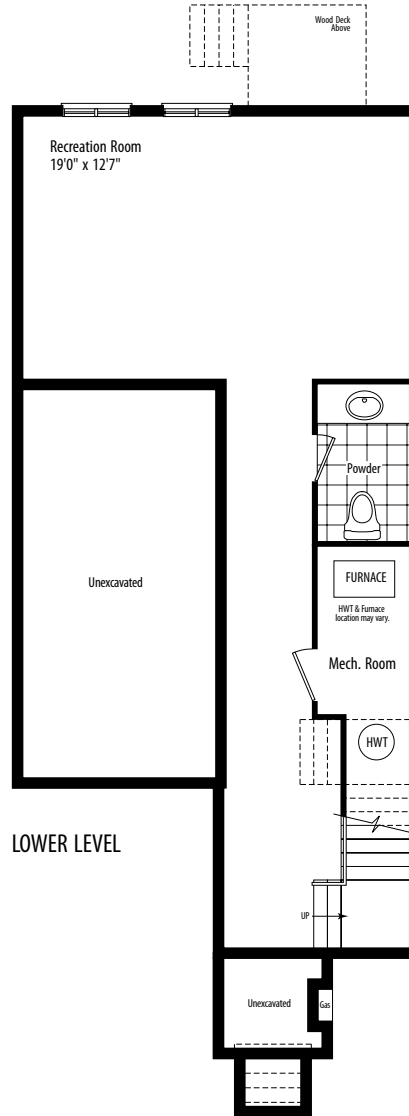 Wood Deck
Above
Recreation Room
19'0" x 12'7"
Powder
Unexcavated
FURNACE
HWT & Furnace
location may vary.
Mech. Room
HWT
LOWER LEVEL
UP
Unexcavated
Gas